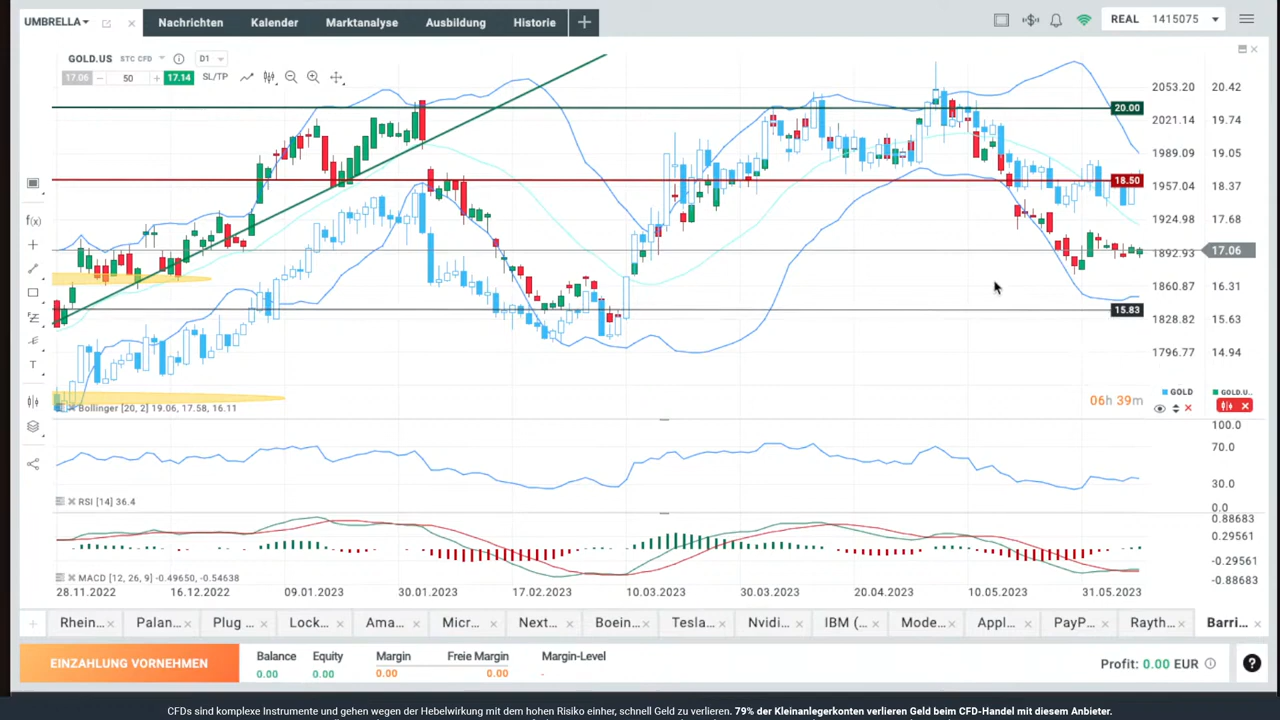 UMBRELLA
Nachrichten
Kalender
Marktanalyse
Ausbildung
Historie
REAL 1415075
GOLD.US STC CFD D1
17.06 50 17.14 SL/TP
2053.20 20.42
20.00
2021.14 19.74
1989.09 19.05
18.50
1957.04 18.37
1924.98 17.68
1892.93 17.06
1860.87 16.31
15.83
1828.82 15.63
1796.77 14.94
f(x)
T
06h 39m
GOLD GOLD.U..
Bollinger [20, 2] 19.06, 17.58, 16.11
100.0
70.0
30.0
0.0
RSI [14] 36.4
0.88683
0.29561
-0.29561
-0.88683
MACD [12, 26, 9] -0.49650, -0.54638
28.11.2022 16.12.2022 09.01.2023 30.01.2023 17.02.2023 10.03.2023 30.03.2023 20.04.2023 10.05.2023 31.05.2023
Rhein... Palan... Plug ... Lock... Ama... Micr... Next... Boein... Tesla... Nvidi... IBM (... Mode... Appl... PayP... Rayth... Barri...
EINZAHLUNG VORNEHMEN
Balance Equity Margin Freie Margin Margin-Level
0.00 0.00 0.00 0.00 -
Profit: 0.00 EUR
CFDs sind komplexe Instrumente und gehen wegen der Hebelwirkung mit dem hohen Risiko einher, schnell Geld zu verlieren. 79% der Kleinanlegerkonten verlieren Geld beim CFD-Handel mit diesem Anbieter.